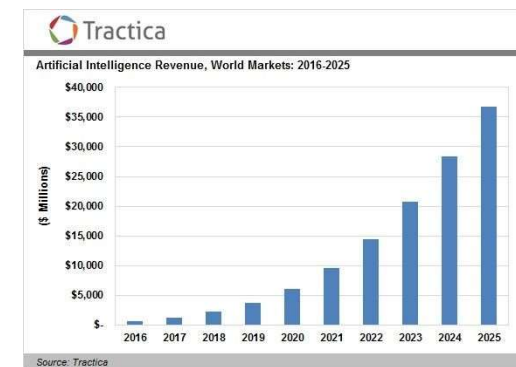 Tractica
Artificial Intelligence Revenue, World Markets: 2016-2025
$40,000
$35,000
$30,000
$25,000
$20,000
$15,000
$10,000
$5,000
$-
($ Millions)
2016 2017 2018 2019 2020 2021 2022 2023 2024 2025
Source: Tractica